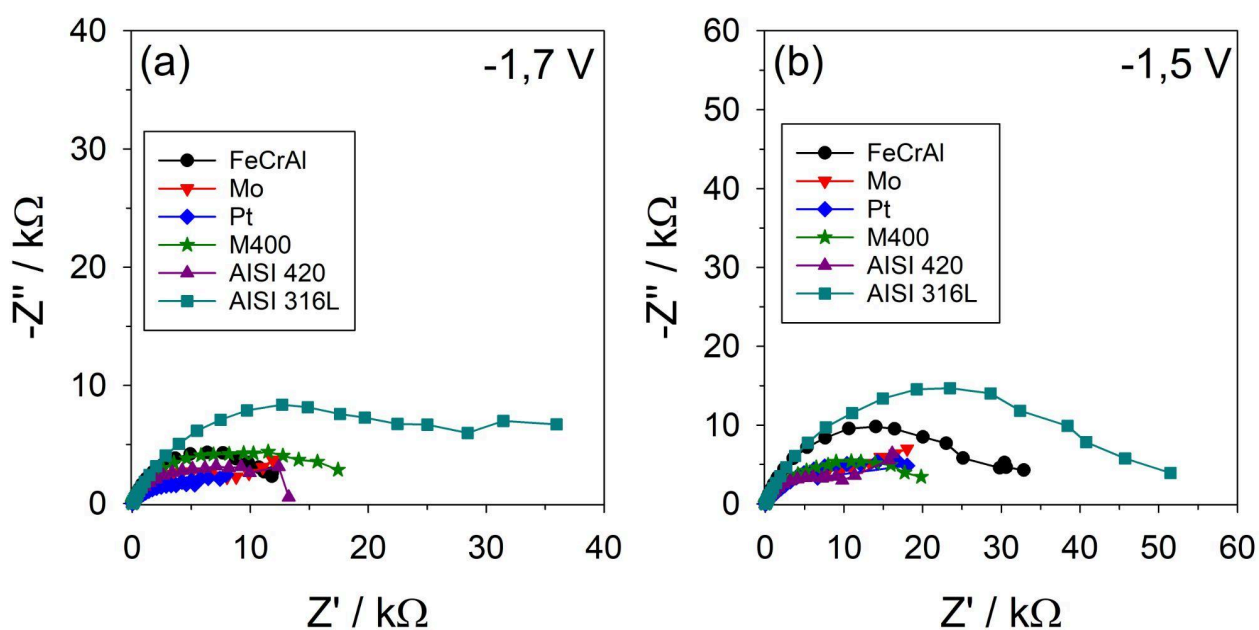 (a)
-1,7 V
-Z'' / kΩ
40
30
20
10
0
FeCrAl
Mo
Pt
M400
AISI 420
AISI 316L
0 10 20 30 40
Z' / kΩ
(b)
-1,5 V
-Z'' / kΩ
60
50
40
30
20
10
0
FeCrAl
Mo
Pt
M400
AISI 420
AISI 316L
0 10 20 30 40 50 60
Z' / kΩ